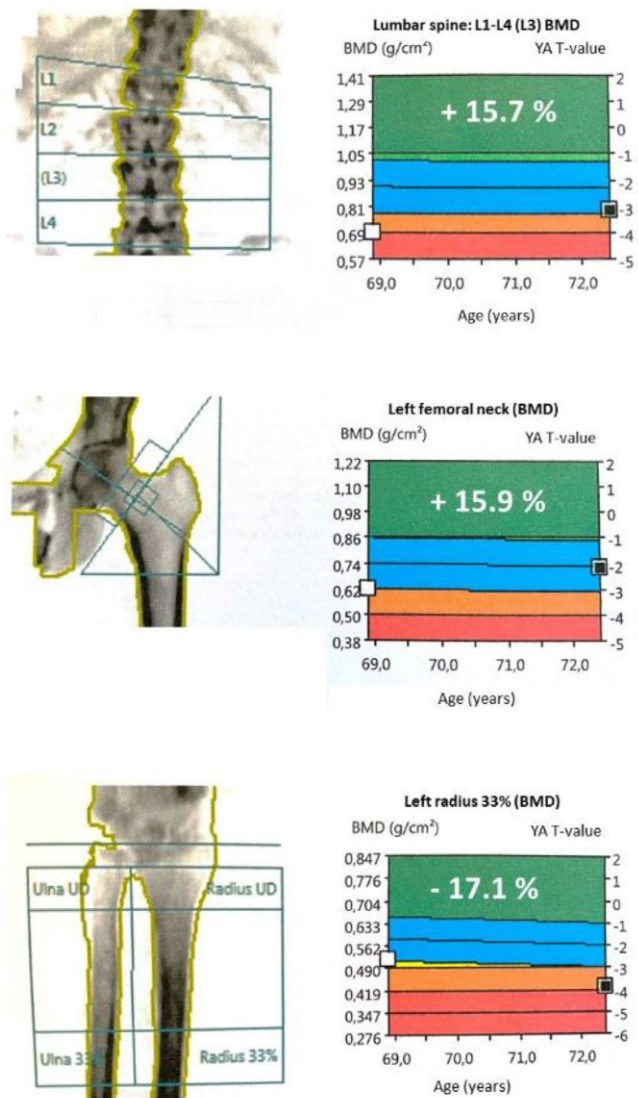 L1
L2
(L3)
L4
Lumbar spine: L1-L4 (L3) BMD
BMD (g/cm²) YA T-value
1,41 2
1,29 1
1,17 0
1,05 -1
0,93 -2
0,81 -3
0,69 -4
0,57 -5
+ 15.7 %
69,0 70,0 71,0 72,0
Age (years)
Left femoral neck (BMD)
BMD (g/cm²) YA T-value
1,22 2
1,10 1
0,98 0
0,86 -1
0,74 -2
0,62 -3
0,50 -4
0,38 -5
+ 15.9 %
69,0 70,0 71,0 72,0
Age (years)
Ulna UD Radius UD
Ulna 33% Radius 33%
Left radius 33% (BMD)
BMD (g/cm²) YA T-value
0,847 2
0,776 1
0,704 0
0,633 -1
0,562 -2
0,490 -3
0,419 -4
0,347 -5
0,276 -6
- 17.1 %
69,0 70,0 71,0 72,0
Age (years)